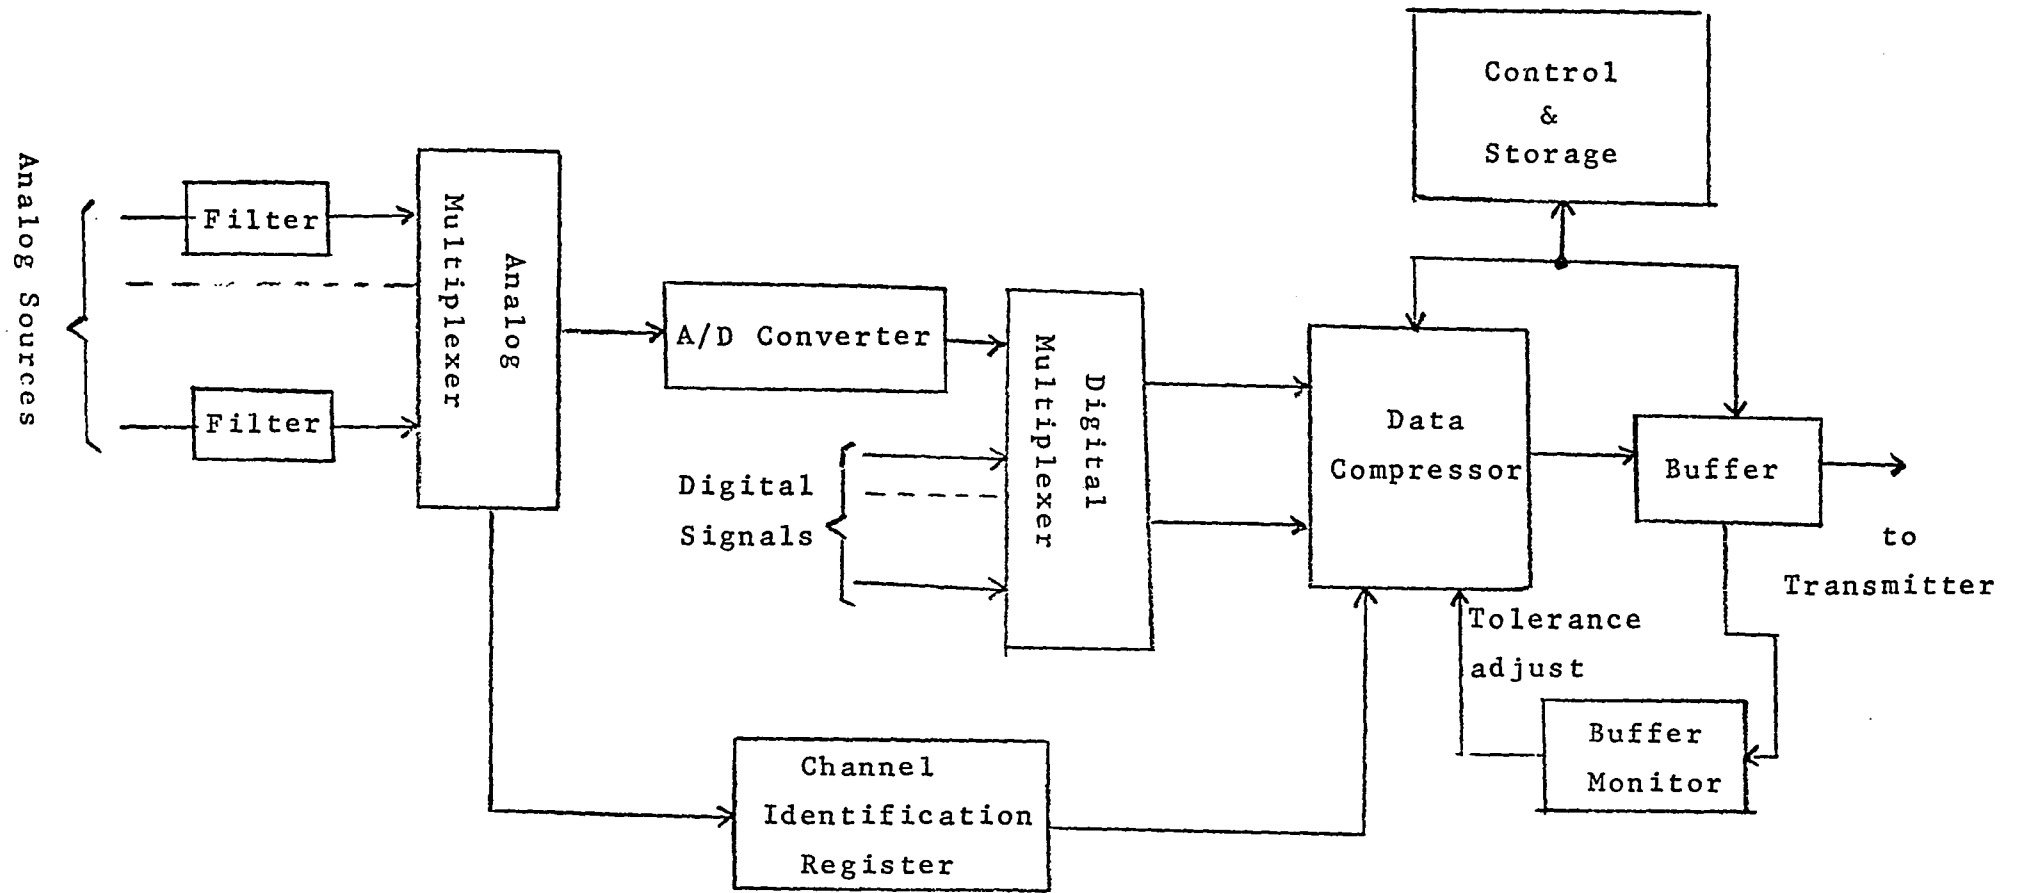 Analog Sources
Filter
Filter
Analog
Multiplexer
A/D Converter
Digital
Signals
Digital
Multiplexer
Channel
Identification
Register
Control
&
Storage
Data
Compressor
Buffer
to
Transmitter
Tolerance
adjust
Buffer
Monitor